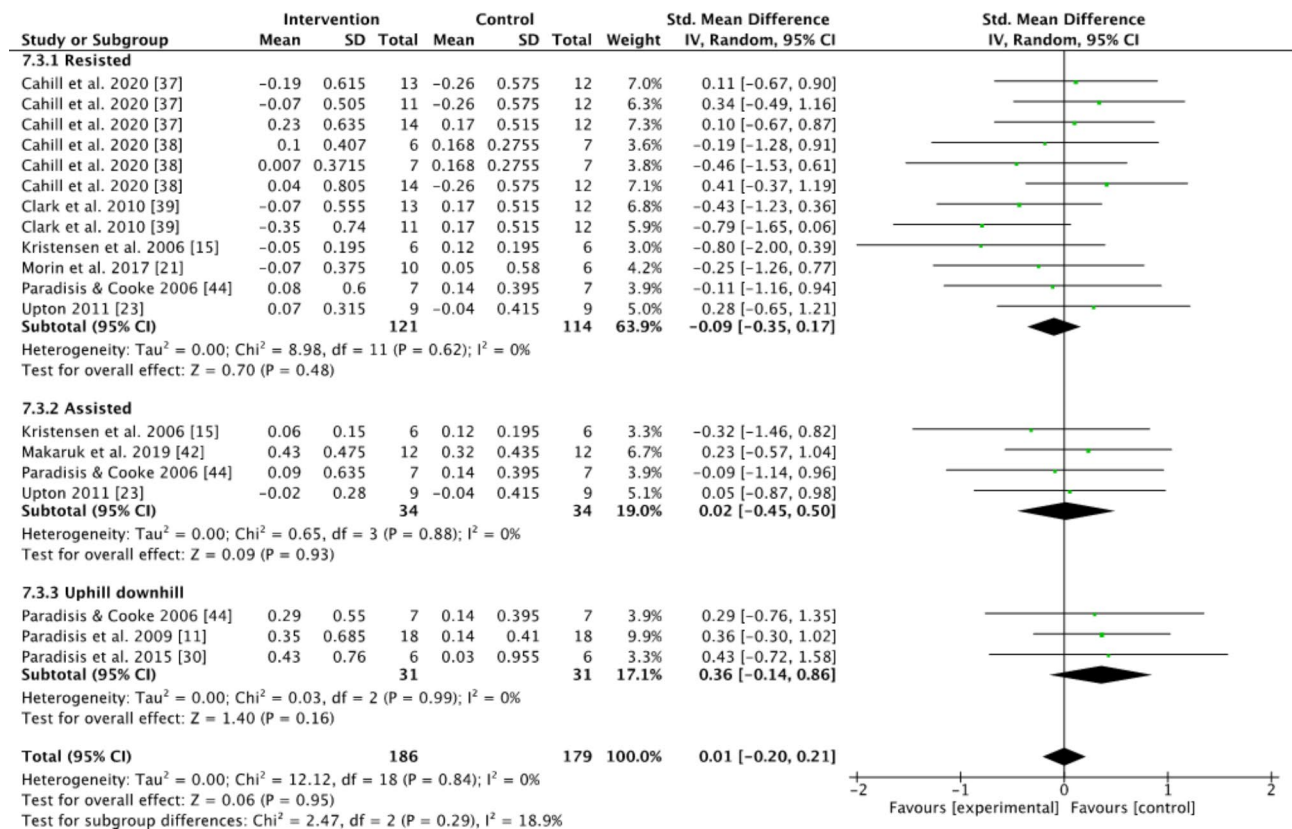 Intervention Control Std. Mean Difference Std. Mean Difference
Study or Subgroup Mean SD Total Mean SD Total Weight IV, Random, 95% CI IV, Random, 95% CI
7.3.1 Resisted
Cahill et al. 2020 [37] −0.19 0.615 13 −0.26 0.575 12 7.0% 0.11 [−0.67, 0.90]
Cahill et al. 2020 [37] −0.07 0.505 11 −0.26 0.575 12 6.3% 0.34 [−0.49, 1.16]
Cahill et al. 2020 [37] 0.23 0.635 14 0.17 0.515 12 7.3% 0.10 [−0.67, 0.87]
Cahill et al. 2020 [38] 0.1 0.407 6 0.168 0.2755 7 3.6% −0.19 [−1.28, 0.91]
Cahill et al. 2020 [38] 0.007 0.3715 7 0.168 0.2755 7 3.8% −0.46 [−1.53, 0.61]
Cahill et al. 2020 [38] 0.04 0.805 14 −0.26 0.575 12 7.1% 0.41 [−0.37, 1.19]
Clark et al. 2010 [39] −0.07 0.555 13 0.17 0.515 12 6.8% −0.43 [−1.23, 0.36]
Clark et al. 2010 [39] −0.35 0.74 11 0.17 0.515 12 5.9% −0.79 [−1.65, 0.06]
Kristensen et al. 2006 [15] −0.05 0.195 6 0.12 0.195 6 3.0% −0.80 [−2.00, 0.39]
Morin et al. 2017 [21] −0.07 0.375 10 0.05 0.58 6 4.2% −0.25 [−1.26, 0.77]
Paradisis & Cooke 2006 [44] 0.08 0.6 7 0.14 0.395 7 3.9% −0.11 [−1.16, 0.94]
Upton 2011 [23] 0.07 0.315 9 −0.04 0.415 9 5.0% 0.28 [−0.65, 1.21]
Subtotal (95% CI) 121 114 63.9% −0.09 [−0.35, 0.17]
Heterogeneity: Tau² = 0.00; Chi² = 8.98, df = 11 (P = 0.62); I² = 0%
Test for overall effect: Z = 0.70 (P = 0.48)
7.3.2 Assisted
Kristensen et al. 2006 [15] 0.06 0.15 6 0.12 0.195 6 3.3% −0.32 [−1.46, 0.82]
Makaruk et al. 2019 [42] 0.43 0.475 12 0.32 0.435 12 6.7% 0.23 [−0.57, 1.04]
Paradisis & Cooke 2006 [44] 0.09 0.635 7 0.14 0.395 7 3.9% −0.09 [−1.14, 0.96]
Upton 2011 [23] −0.02 0.28 9 −0.04 0.415 9 5.1% 0.05 [−0.87, 0.98]
Subtotal (95% CI) 34 34 19.0% 0.02 [−0.45, 0.50]
Heterogeneity: Tau² = 0.00; Chi² = 0.65, df = 3 (P = 0.88); I² = 0%
Test for overall effect: Z = 0.09 (P = 0.93)
7.3.3 Uphill downhill
Paradisis & Cooke 2006 [44] 0.29 0.55 7 0.14 0.395 7 3.9% 0.29 [−0.76, 1.35]
Paradisis et al. 2009 [11] 0.35 0.685 18 0.14 0.41 18 9.9% 0.36 [−0.30, 1.02]
Paradisis et al. 2015 [30] 0.43 0.76 6 0.03 0.955 6 3.3% 0.43 [−0.72, 1.58]
Subtotal (95% CI) 31 31 17.1% 0.36 [−0.14, 0.86]
Heterogeneity: Tau² = 0.00; Chi² = 0.03, df = 2 (P = 0.99); I² = 0%
Test for overall effect: Z = 1.40 (P = 0.16)
Total (95% CI) 186 179 100.0% 0.01 [−0.20, 0.21]
Heterogeneity: Tau² = 0.00; Chi² = 12.12, df = 18 (P = 0.84); I² = 0%
Test for overall effect: Z = 0.06 (P = 0.95)
Test for subgroup differences: Chi² = 2.47, df = 2 (P = 0.29), I² = 18.9%
−2 −1 0 1 2
Favours [experimental] Favours [control]